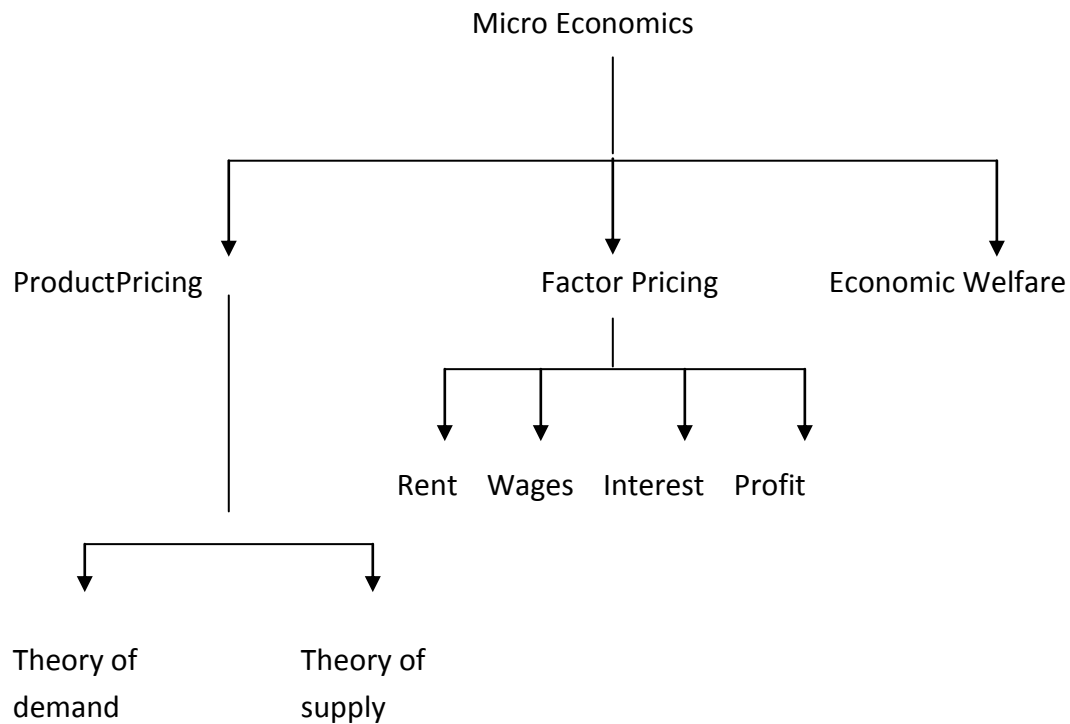 Micro Economics
ProductPricing
Factor Pricing
Economic Welfare
Rent
Wages
Interest
Profit
Theory of
demand
Theory of
supply